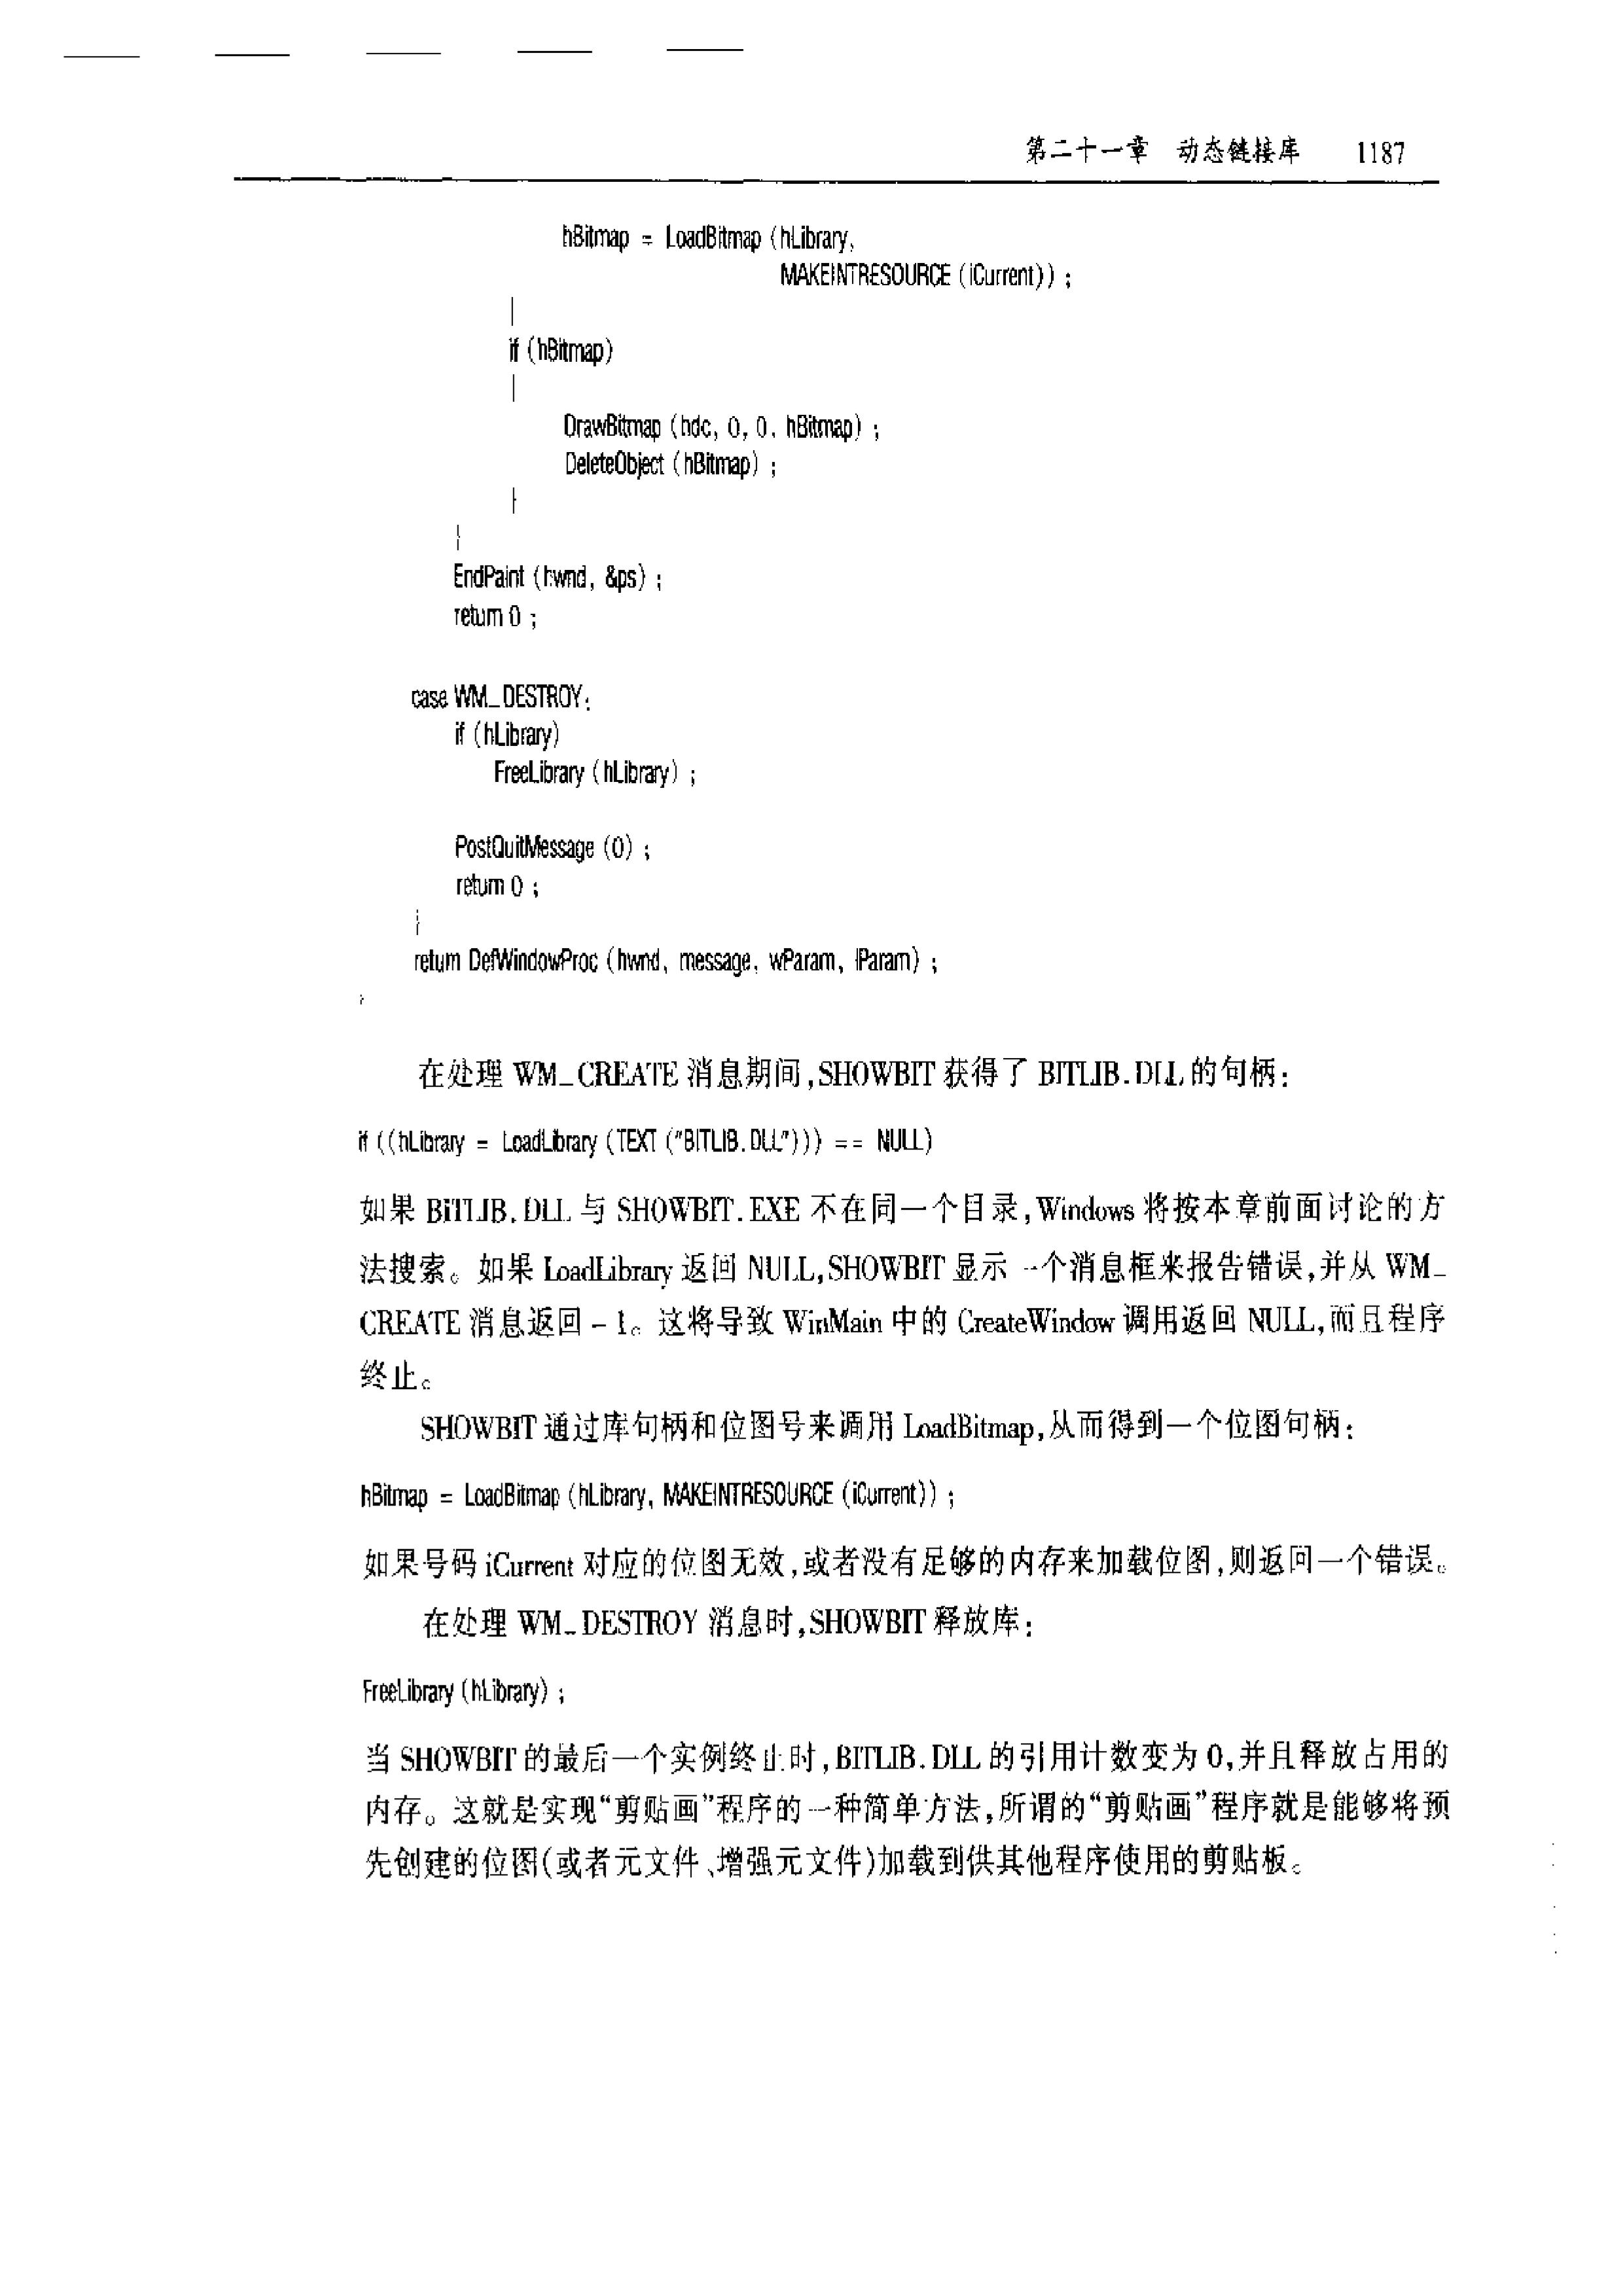 第二十一章 动态链接库 1187
hBitmap = LoadBitmap (hLibrary,
MAKEINTRESOURCE (iCurrent)) ;
}
if (hBitmap)
{
DrawBitmap (hdc, 0, 0, hBitmap) ;
DeleteObject (hBitmap) ;
}
}
EndPaint (hwnd, &ps) ;
return 0 ;
case WM_DESTROY:
if (hLibrary)
FreeLibrary (hLibrary) ;
PostQuitMessage (0) ;
return 0 ;
}
return DefWindowProc (hwnd, message, wParam, lParam) ;
}
在处理 WM_CREATE 消息期间,SHOWBIT 获得了 BITLIB.DLL 的句柄:
if ((hLibrary = LoadLibrary (TEXT ("BITLIB.DLL"))) == NULL)
如果 BITLIB.DLL 与 SHOWBIT.EXE 不在同一个目录,Windows 将按本章前面讨论的方
法搜索。如果 LoadLibrary 返回 NULL,SHOWBIT 显示一个消息框来报告错误,并从 WM_
CREATE 消息返回 -1。这将导致 WinMain 中的 CreateWindow 调用返回 NULL,而且程序
终止。
SHOWBIT 通过库句柄和位图号来调用 LoadBitmap,从而得到一个位图句柄:
hBitmap = LoadBitmap (hLibrary, MAKEINTRESOURCE (iCurrent)) ;
如果号码 iCurrent 对应的位图无效,或者没有足够的内存来加载位图,则返回一个错误。
在处理 WM_DESTROY 消息时,SHOWBIT 释放库:
FreeLibrary (hLibrary) ;
当 SHOWBIT 的最后一个实例终止时,BITLIB.DLL 的引用计数变为 0,并且释放占用的
内存。这就是实现“剪贴画”程序的一种简单方法,所谓的“剪贴画”程序就是能够将预
先创建的位图(或者元文件、增强元文件)加载到供其他程序使用的剪贴板。